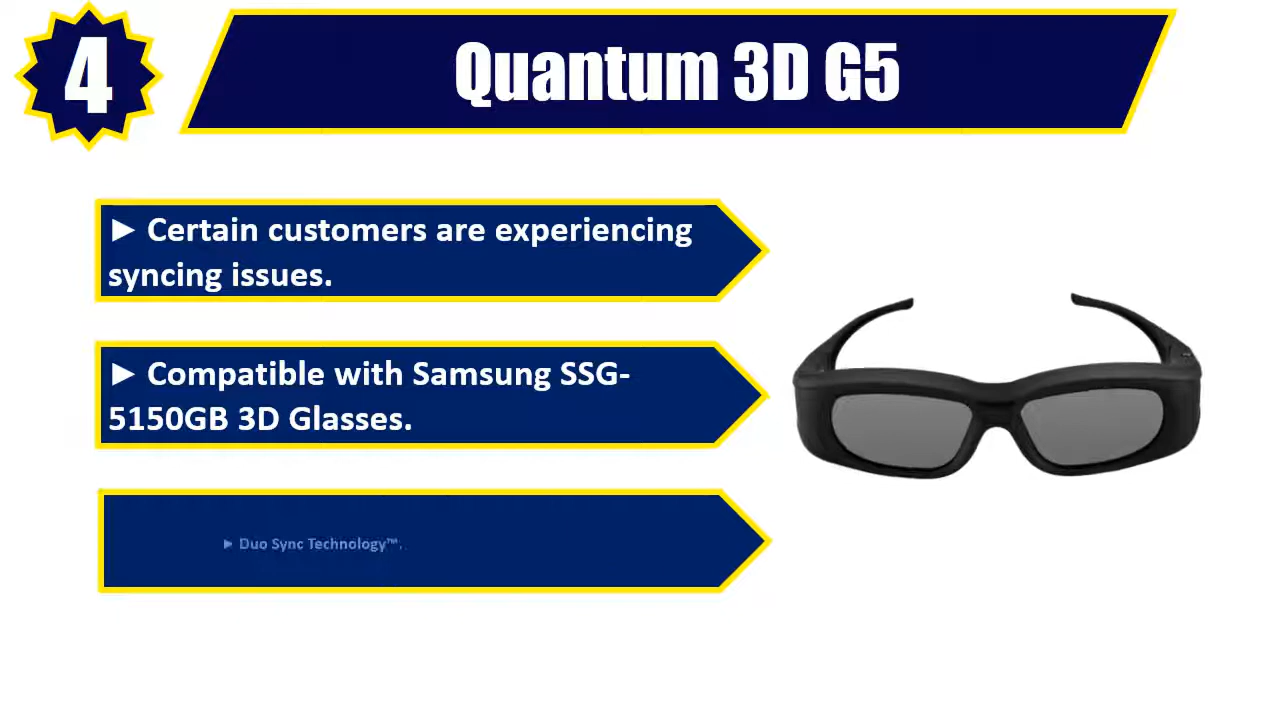 4
Quantum 3D G5
► Certain customers are experiencing
syncing issues.
► Compatible with Samsung SSG-
5150GB 3D Glasses.
► Duo Sync Technology™.